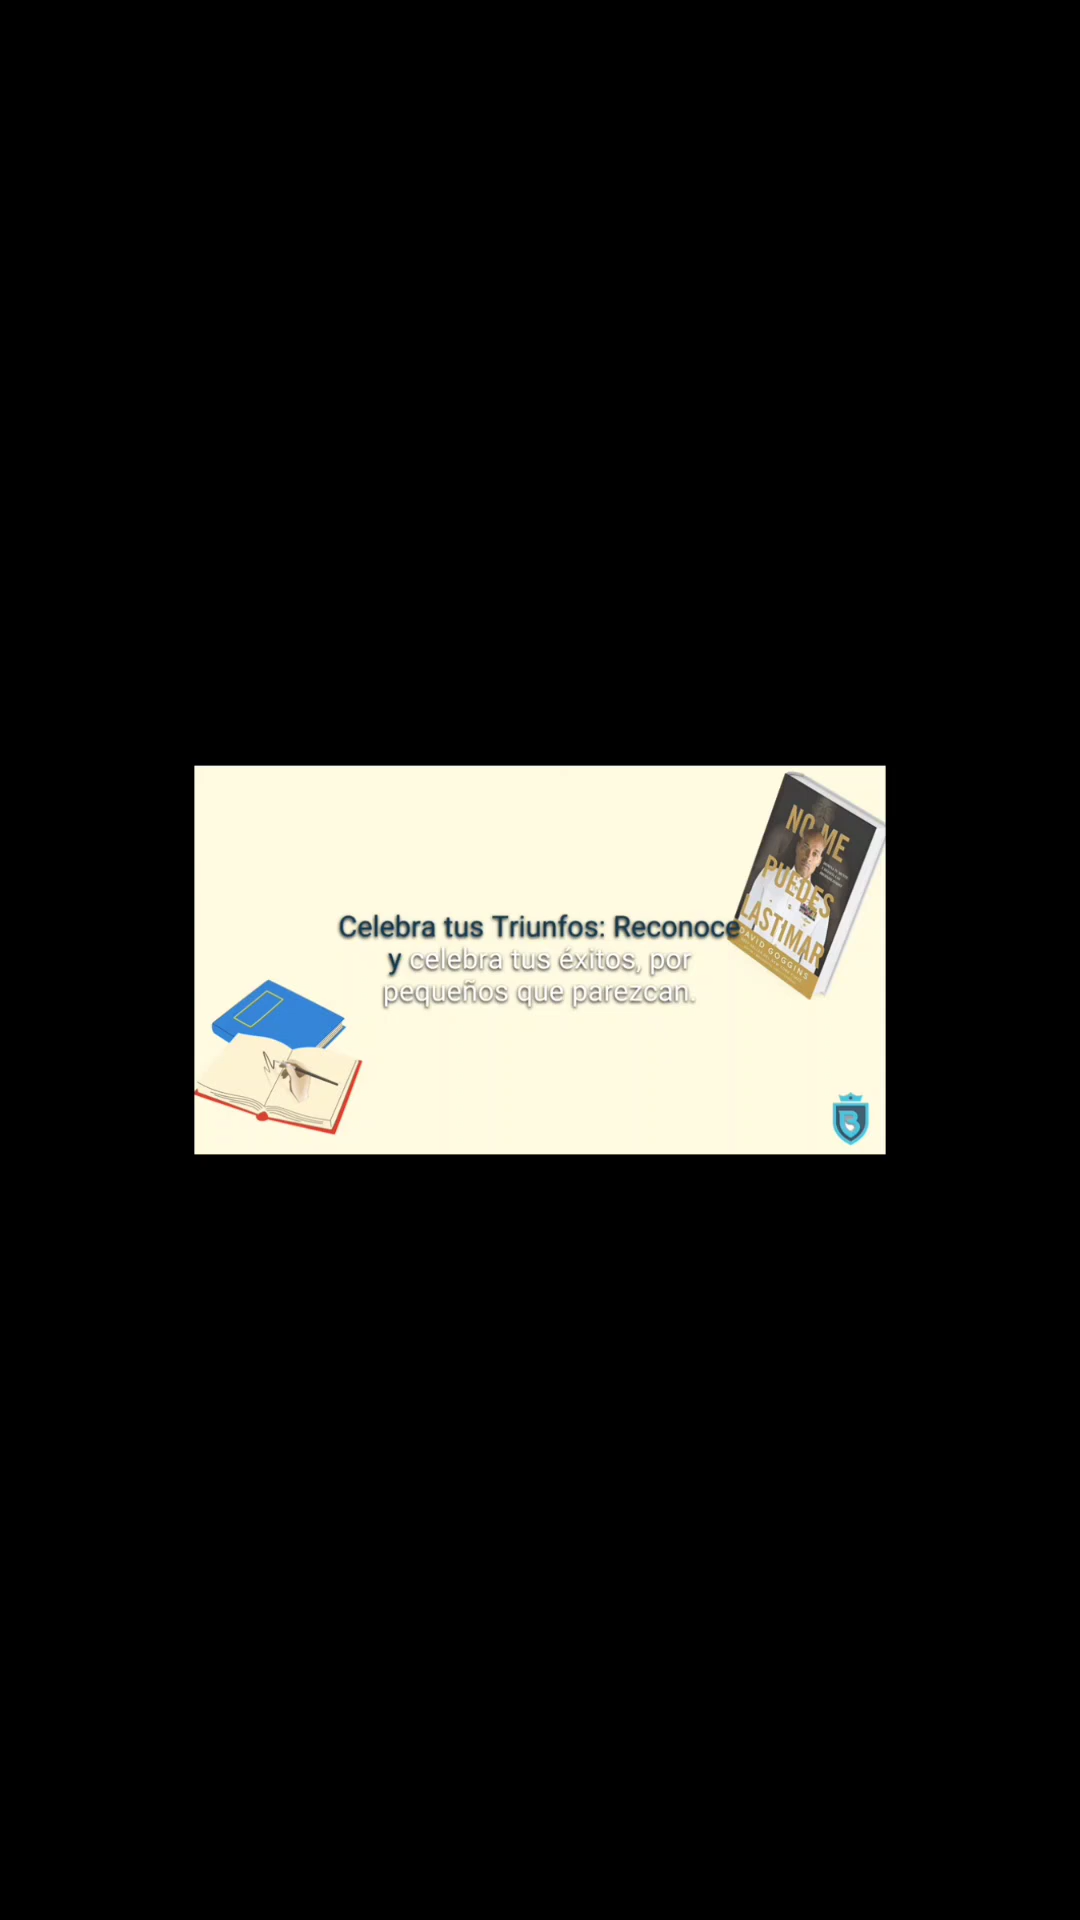 NO ME
PUEDES
LASTIMAR
DAVID GOGGINS
Celebra tus Triunfos: Reconoce
y celebra tus éxitos, por
pequeños que parezcan.
B